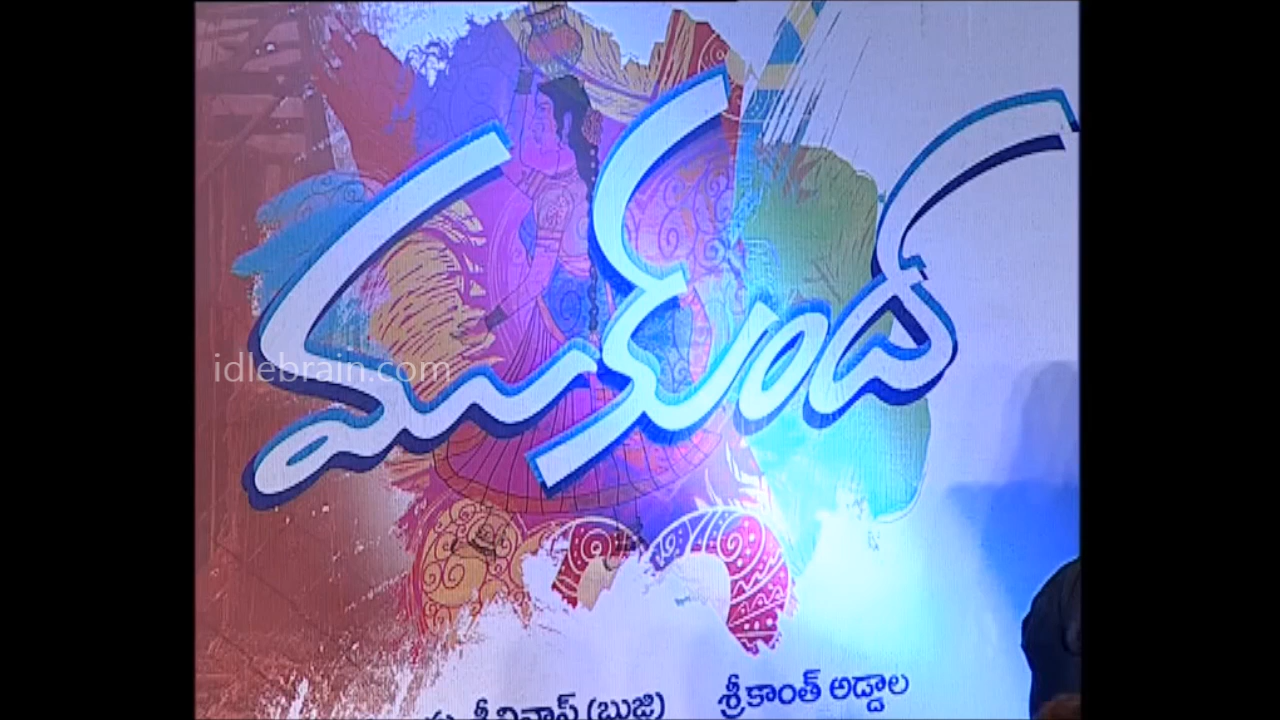 ముకుంద
idlebrain.com
శ్రీనివాస్ (బుజ్జి) శ్రీకాంత్ అడ్డాల